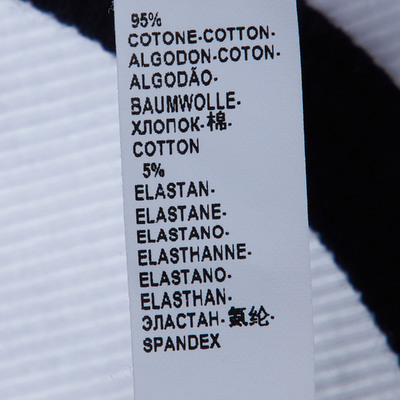 95%
COTONE-COTTON-
ALGODON-COTON-
ALGODÃO-
BAUMWOLLE-
ХЛОПОК-棉-
COTTON
5%
ELASTAN-
ELASTANE-
ELASTANO-
ELASTHANNE-
ELASTANO-
ELASTHAN-
ЭЛАСТАН-氨纶-
SPANDEX